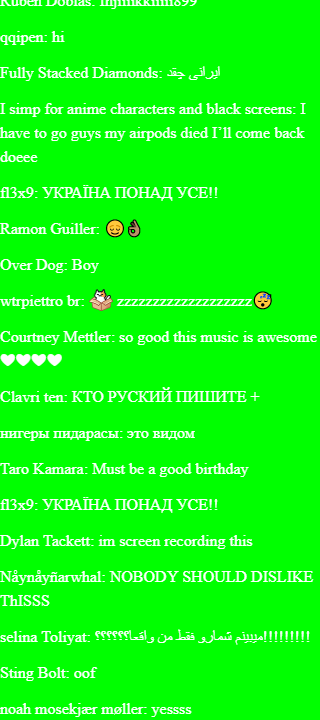 Ruben Dobias: Injiiiikkiiiii899
qqipen: hi
Fully Stacked Diamonds: ایرانی چقد
I simp for anime characters and black screens: I
have to go guys my airpods died I'll come back
doeee
fl3x9: УКРАЇНА ПОНАД УСЕ!!
Ramon Guiller: 😌👌🏿
Over Dog: Boy
wtrpiettro br: zzzzzzzzzzzzzzzzzzz😴
Courtney Mettler: so good this music is awesome
🤍🤍🤍🤍
Clavri ten: КТО РУСКИЙ ПИШИТЕ +
нигеры пидарасы: это видом
Taro Kamara: Must be a good birthday
fl3x9: УКРАЇНА ПОНАД УСЕ!!
Dylan Tackett: im screen recording this
Nåynåyñarwhal: NOBODY SHOULD DISLIKE
ThISSS
selina Toliyat: میبینم شمارو فقط من واقعا؟؟؟؟؟؟!!!!!!!!!
Sting Bolt: oof
noah mosekjær møller: yessss